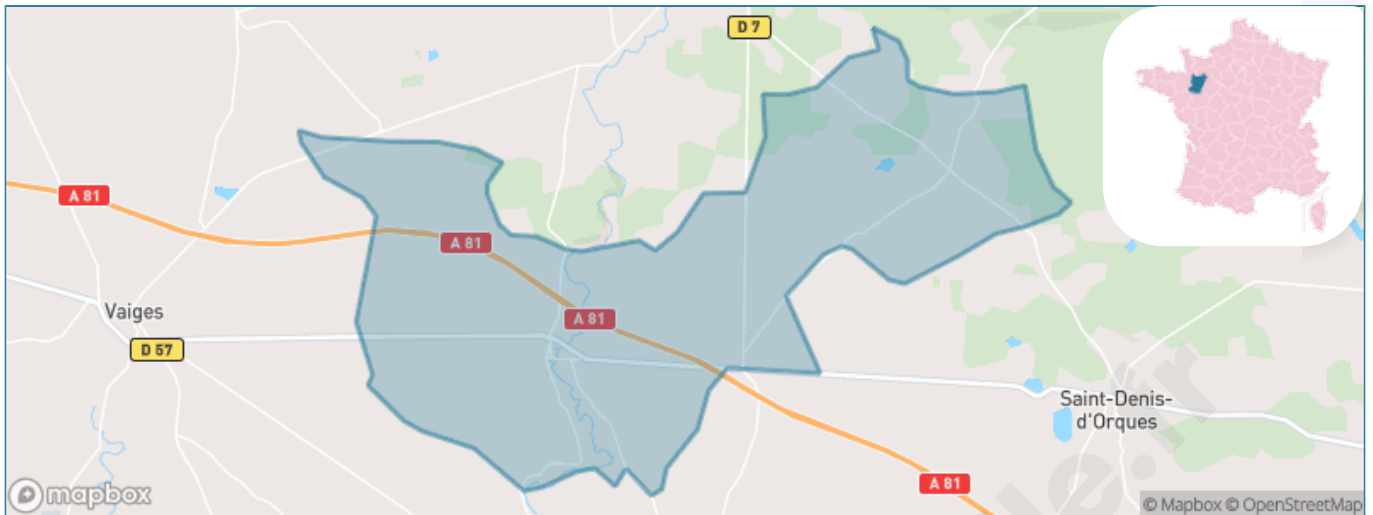 D 7
A 81
A 81
A 81
Vaiges
D 57
Saint-Denis-
d'Orques
A 81
mapbox
© Mapbox © OpenStreetMap